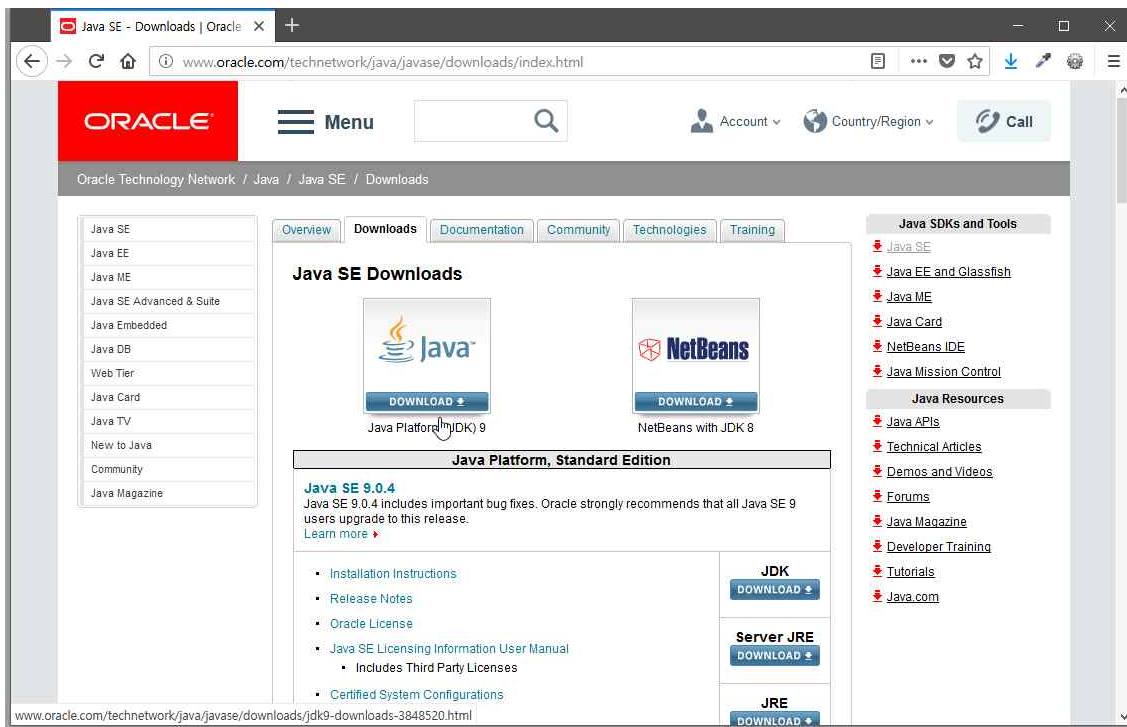 Java SE - Downloads | Oracle
www.oracle.com/technetwork/java/javase/downloads/index.html
ORACLE
Menu
Account
Country/Region
Call
Oracle Technology Network / Java / Java SE / Downloads
Java SE
Java EE
Java ME
Java SE Advanced & Suite
Java Embedded
Java DB
Web Tier
Java Card
Java TV
New to Java
Community
Java Magazine
Overview
Downloads
Documentation
Community
Technologies
Training
Java SE Downloads
Java
DOWNLOAD
Java Platform (JDK) 9
NetBeans
DOWNLOAD
NetBeans with JDK 8
Java Platform, Standard Edition
Java SE 9.0.4
Java SE 9.0.4 includes important bug fixes. Oracle strongly recommends that all Java SE 9
users upgrade to this release.
Learn more
Installation Instructions
Release Notes
Oracle License
Java SE Licensing Information User Manual
Includes Third Party Licenses
Certified System Configurations
JDK
DOWNLOAD
Server JRE
DOWNLOAD
JRE
DOWNLOAD
Java SDKs and Tools
Java SE
Java EE and Glassfish
Java ME
Java Card
NetBeans IDE
Java Mission Control
Java Resources
Java APIs
Technical Articles
Demos and Videos
Forums
Java Magazine
Developer Training
Tutorials
Java.com
www.oracle.com/technetwork/java/javase/downloads/jdk9-downloads-3848520.html